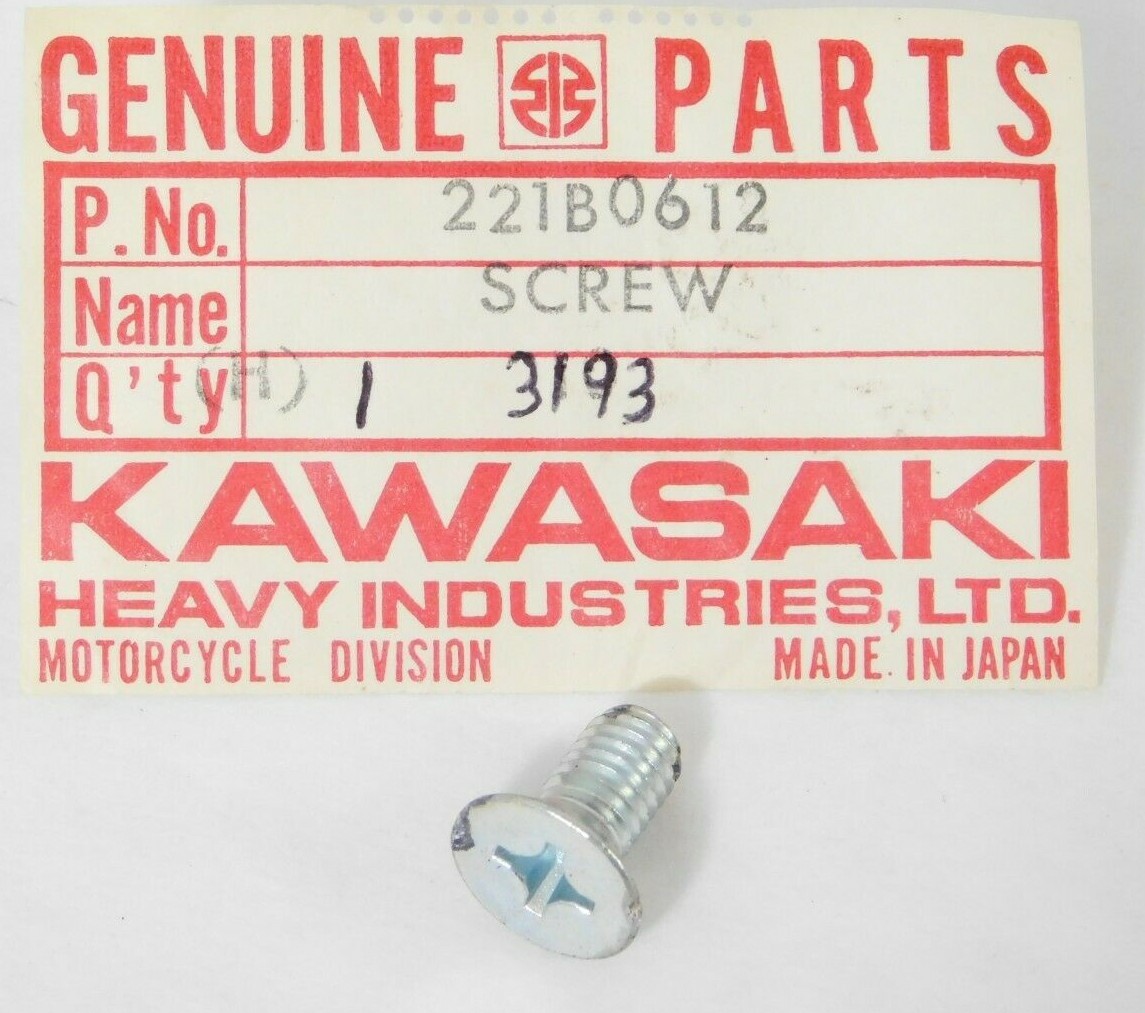 GENUINE PARTS
P. No. 221B0612
Name SCREW
Q'ty (H) 1 3193
KAWASAKI
HEAVY INDUSTRIES, LTD.
MOTORCYCLE DIVISION MADE. IN JAPAN